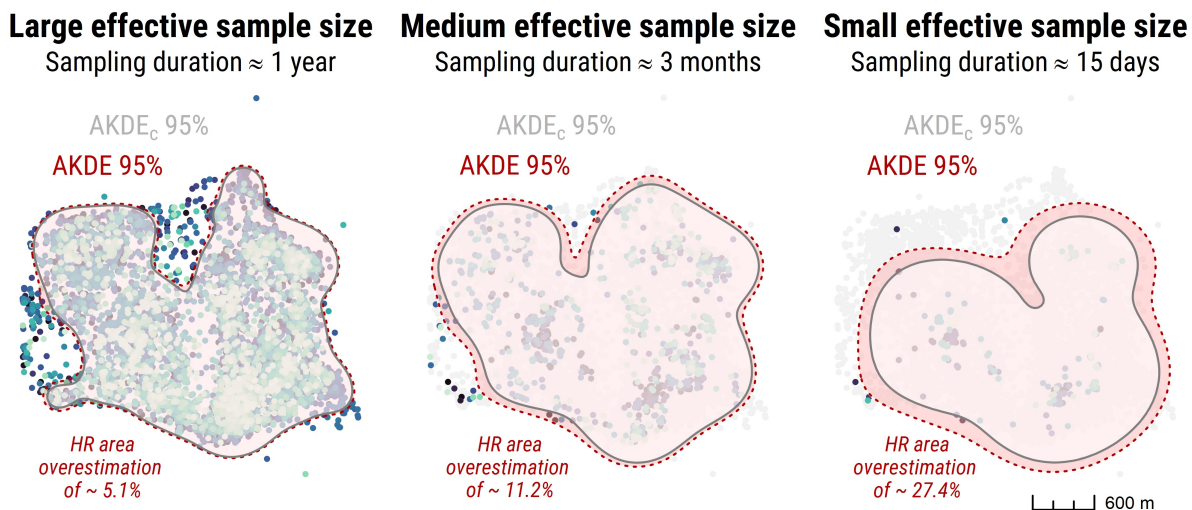 Large effective sample size
Sampling duration ≈ 1 year
AKDEc 95%
AKDE 95%
HR area
overestimation
of ~ 5.1%
Medium effective sample size
Sampling duration ≈ 3 months
AKDEc 95%
AKDE 95%
HR area
overestimation
of ~ 11.2%
Small effective sample size
Sampling duration ≈ 15 days
AKDEc 95%
AKDE 95%
HR area
overestimation
of ~ 27.4%
600 m